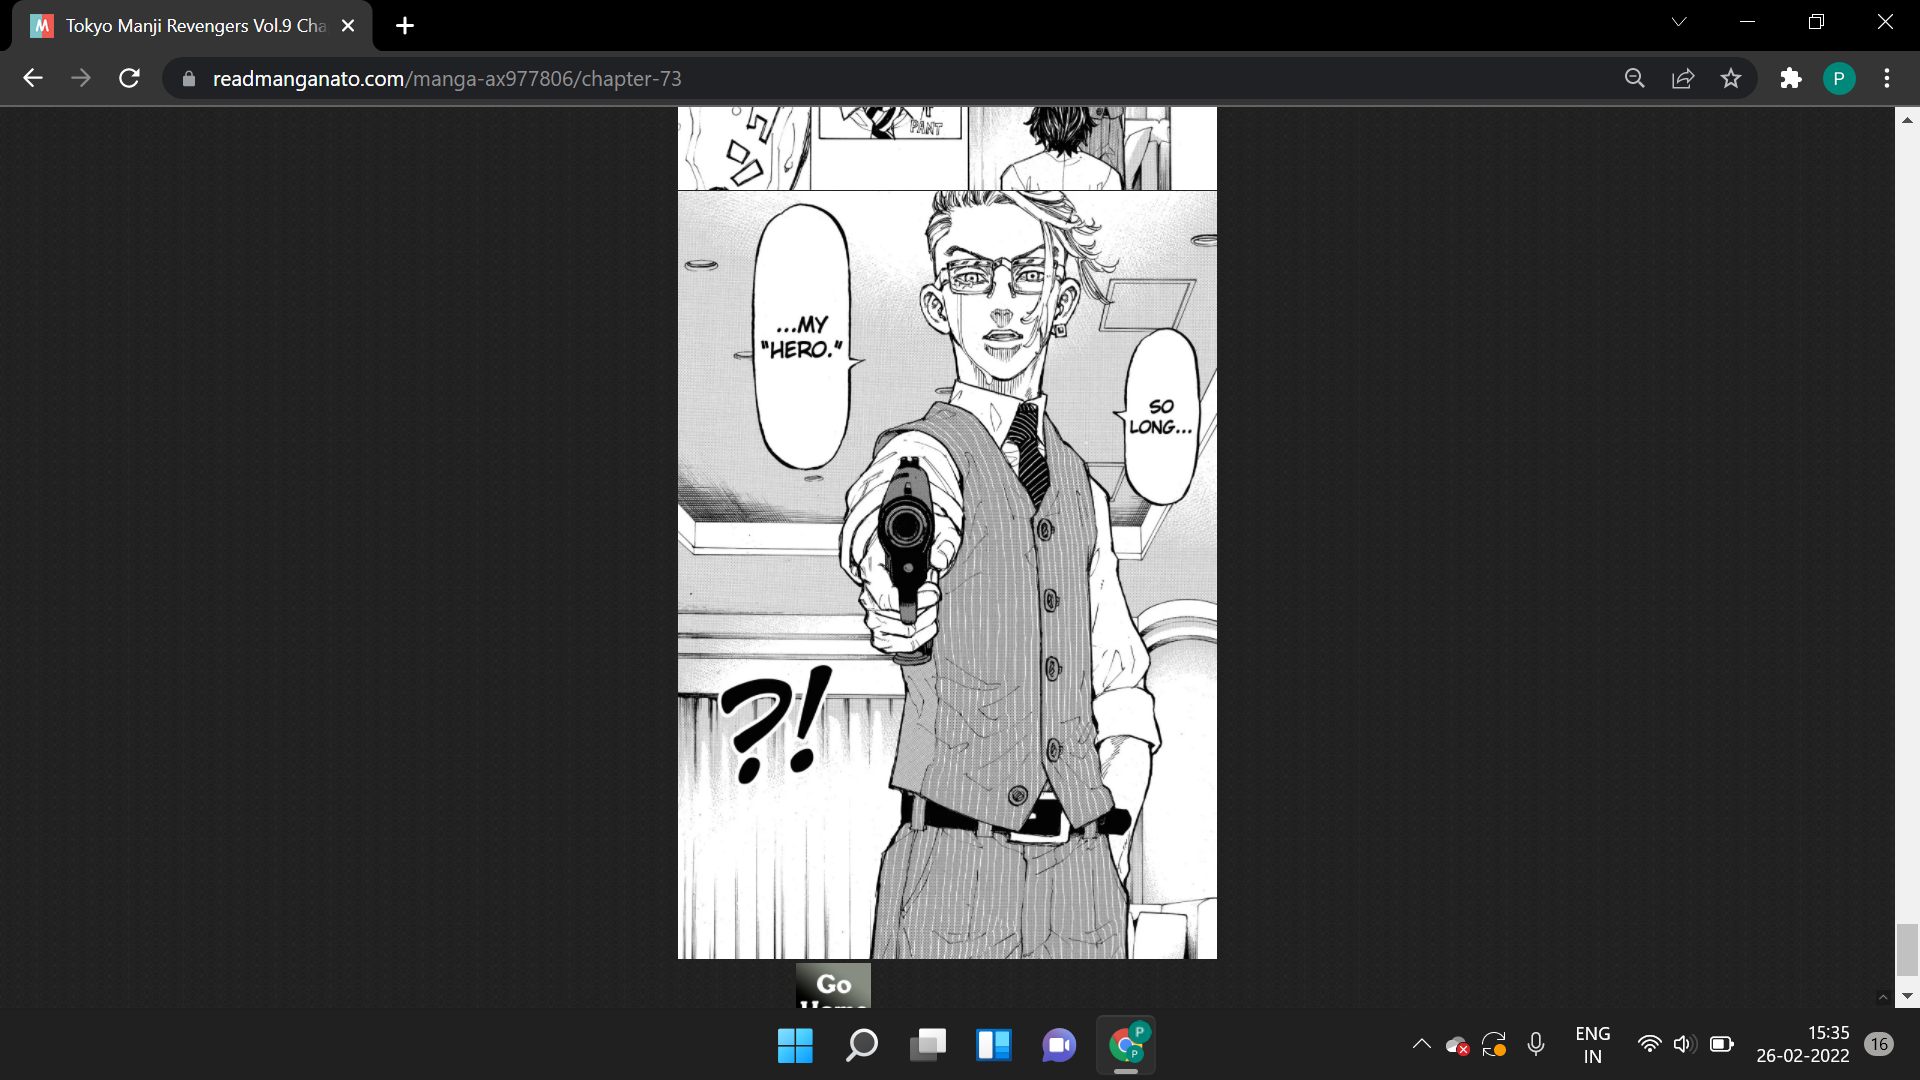 M Tokyo Manji Revengers Vol.9 Cha
readmanganato.com/manga-ax977806/chapter-73
P
PANT
SO
LONG...
...MY
"HERO."
?!
Go
P
P
ENG
IN
15:35
26-02-2022
16